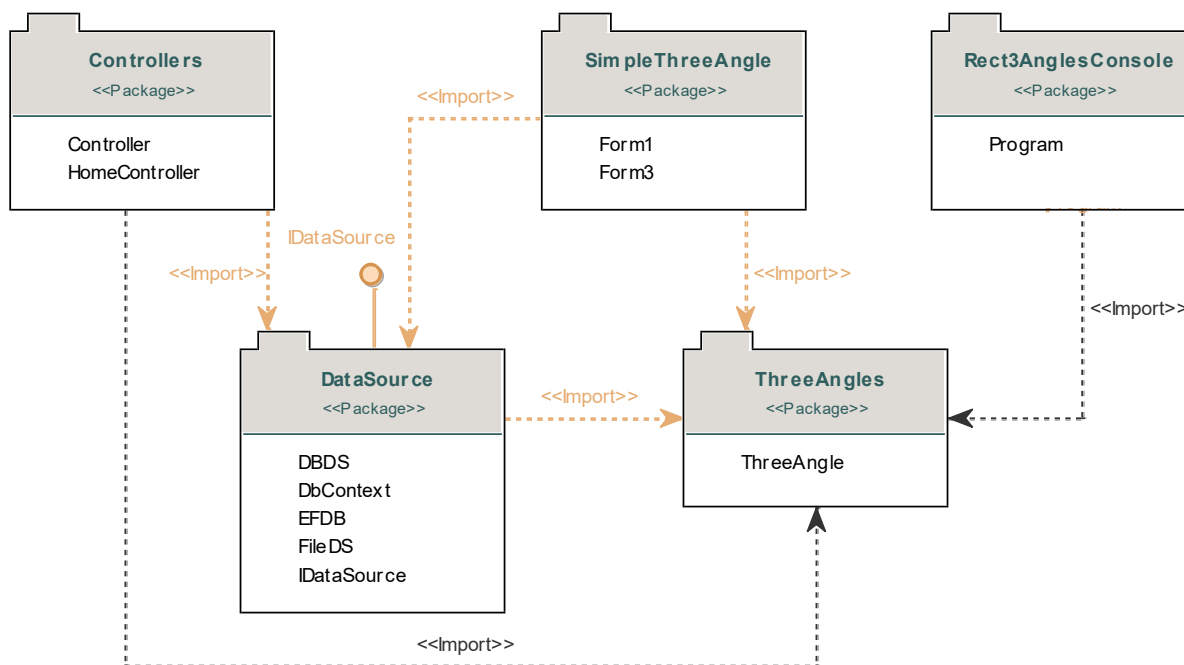 Controllers
<<Package>>
Controller
HomeController
SimpleThreeAngle
<<Package>>
Form1
Form3
Rect3AnglesConsole
<<Package>>
Program
<<Import>>
IDataSource
<<Import>>
<<Import>>
<<Import>>
DataSource
<<Package>>
DBDS
DbContext
EFDB
FileDS
IDataSource
<<Import>>
ThreeAngles
<<Package>>
ThreeAngle
<<Import>>